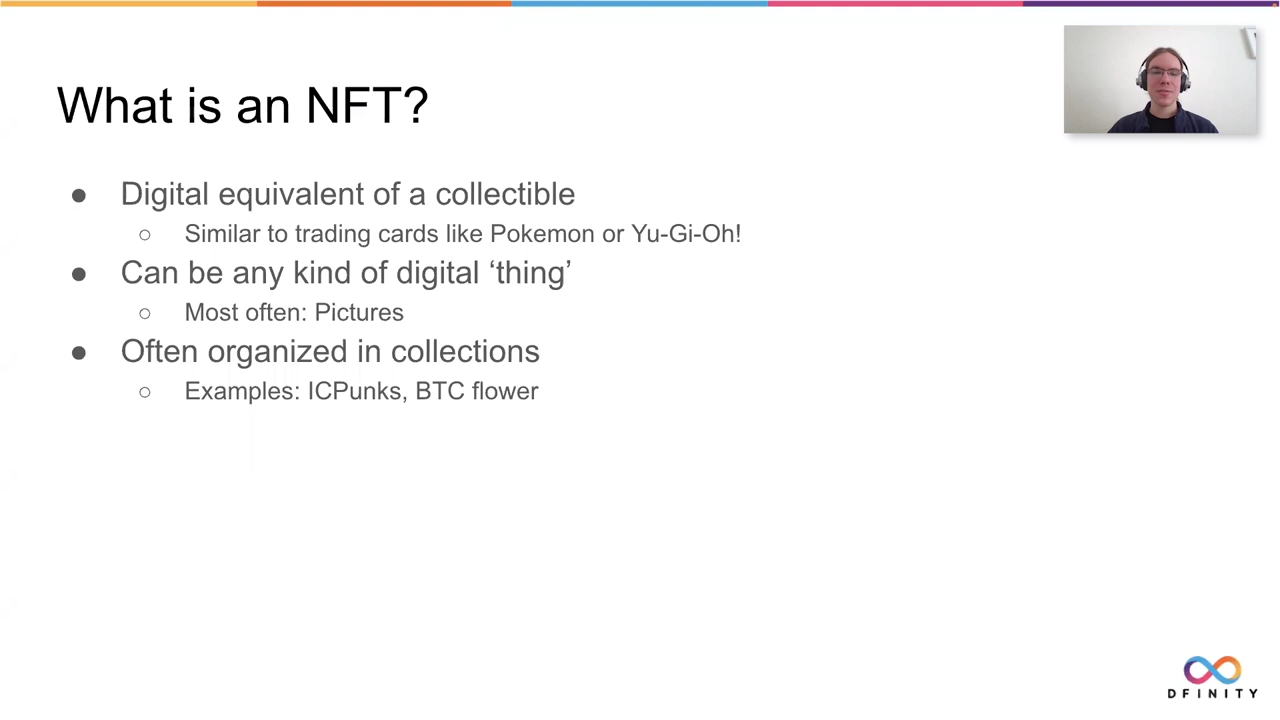 What is an NFT?
● Digital equivalent of a collectible
○ Similar to trading cards like Pokemon or Yu-Gi-Oh!
● Can be any kind of digital ‘thing’
○ Most often: Pictures
● Often organized in collections
○ Examples: ICPunks, BTC flower
DFINITY